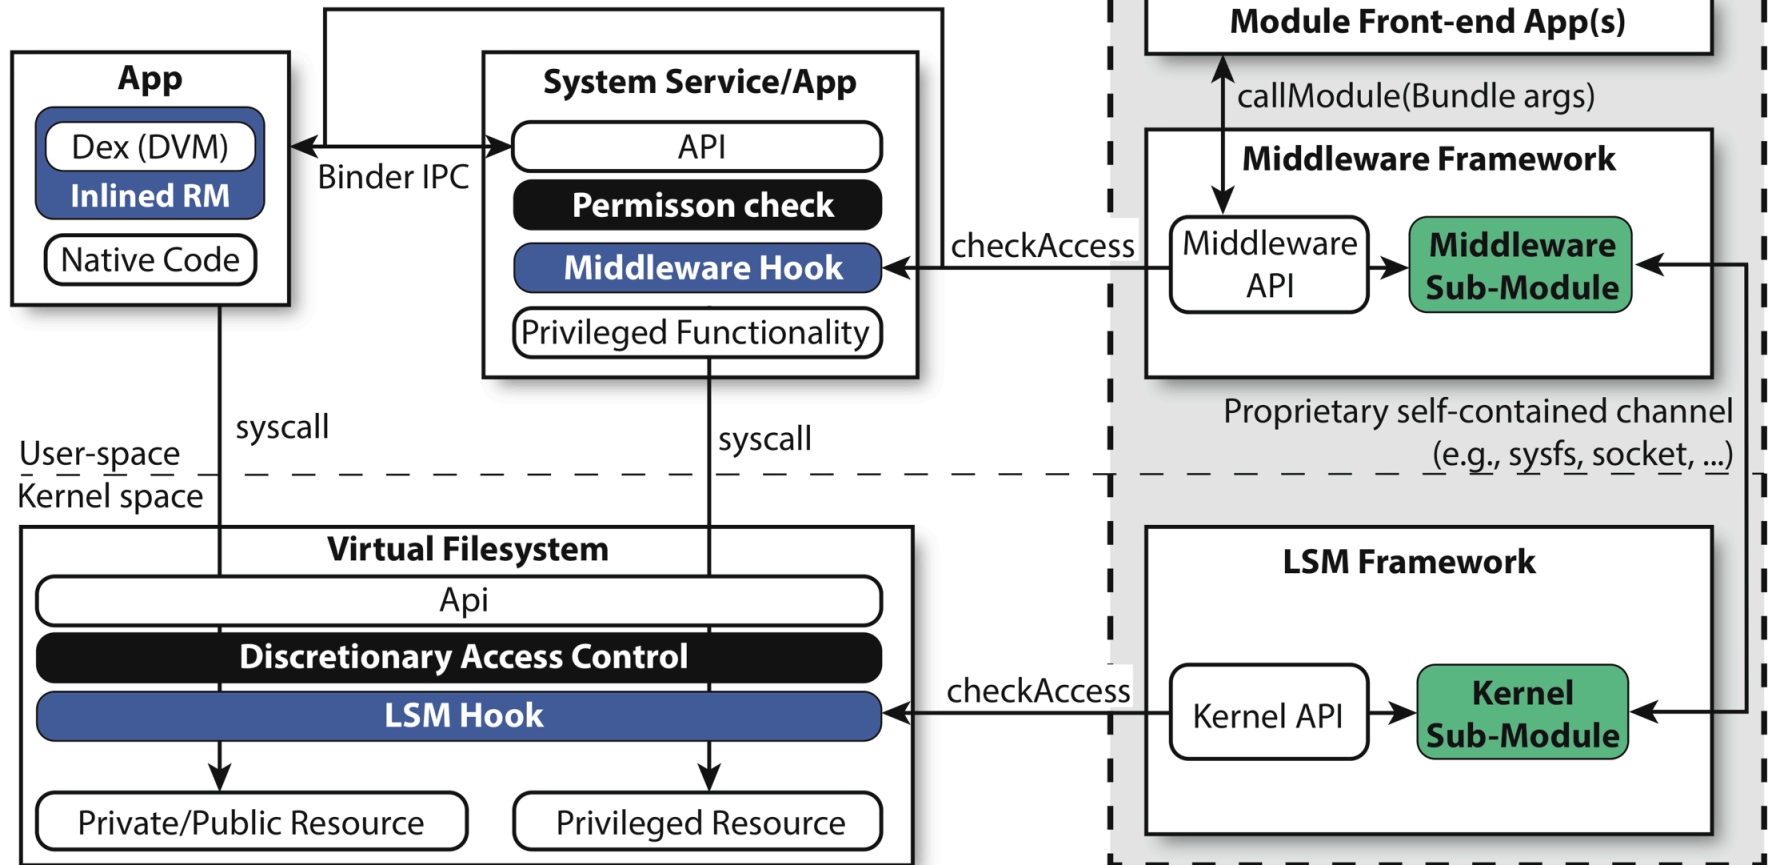 Module Front-end App(s)
App
System Service/App
callModule(Bundle args)
Dex (DVM)
Inlined RM
Native Code
Binder IPC
API
Permisson check
Middleware Hook
Privileged Functionality
checkAccess
Middleware Framework
Middleware
API
Middleware
Sub-Module
syscall
syscall
Proprietary self-contained channel
(e.g., sysfs, socket, ...)
User-space
Kernel space
Virtual Filesystem
Api
Discretionary Access Control
LSM Hook
Private/Public Resource
Privileged Resource
checkAccess
LSM Framework
Kernel API
Kernel
Sub-Module